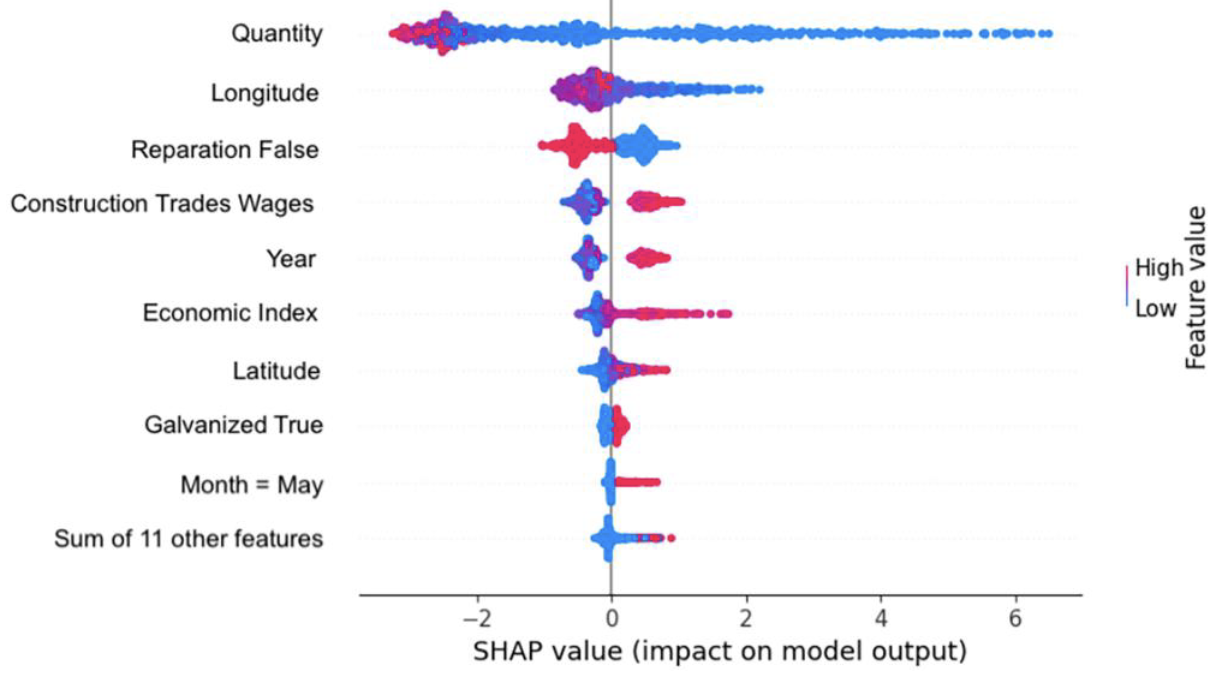 Quantity
Longitude
Reparation False
Construction Trades Wages
Year
Economic Index
Latitude
Galvanized True
Month = May
Sum of 11 other features
−2 0 2 4 6
SHAP value (impact on model output)
High
Low
Feature value